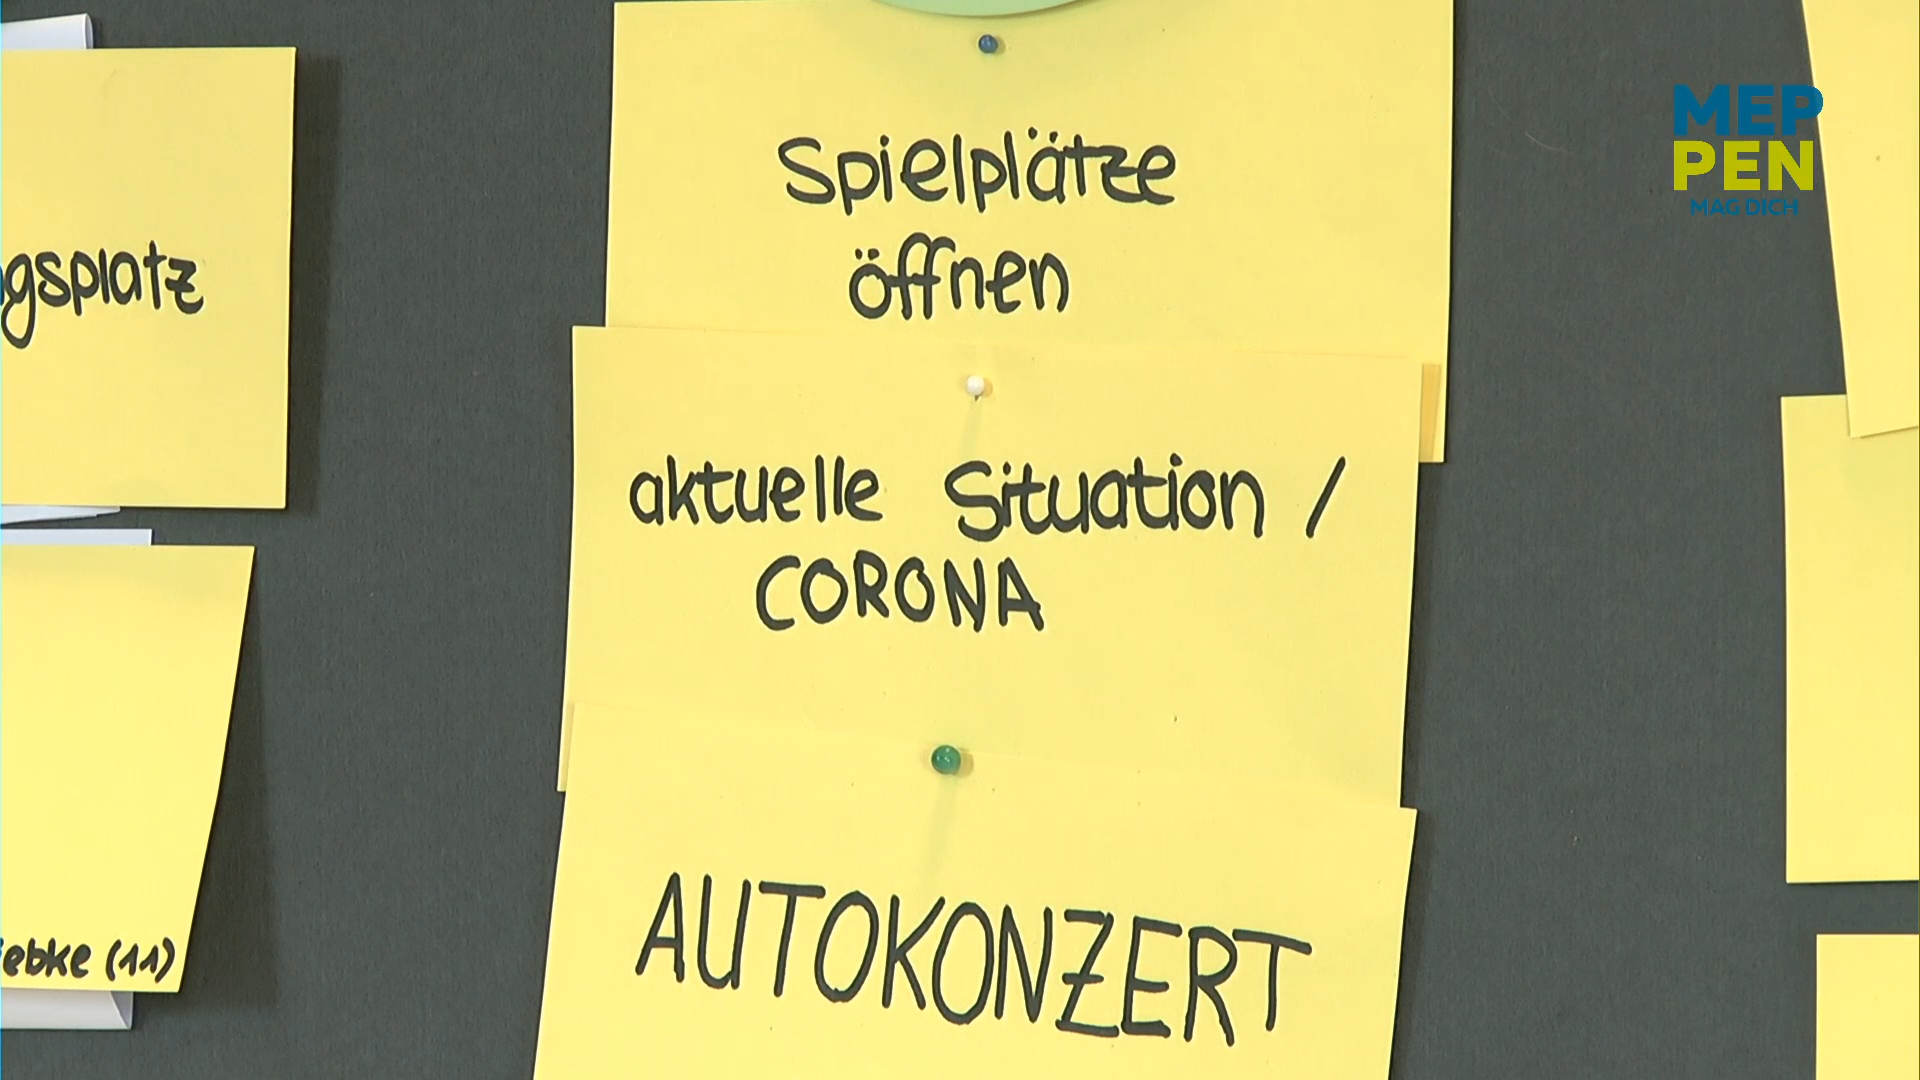 Spielplätze
öffnen
aktuelle Situation /
CORONA
AUTOKONZERT
gsplatz
ebke (11)
MEP
PEN
MAG DICH